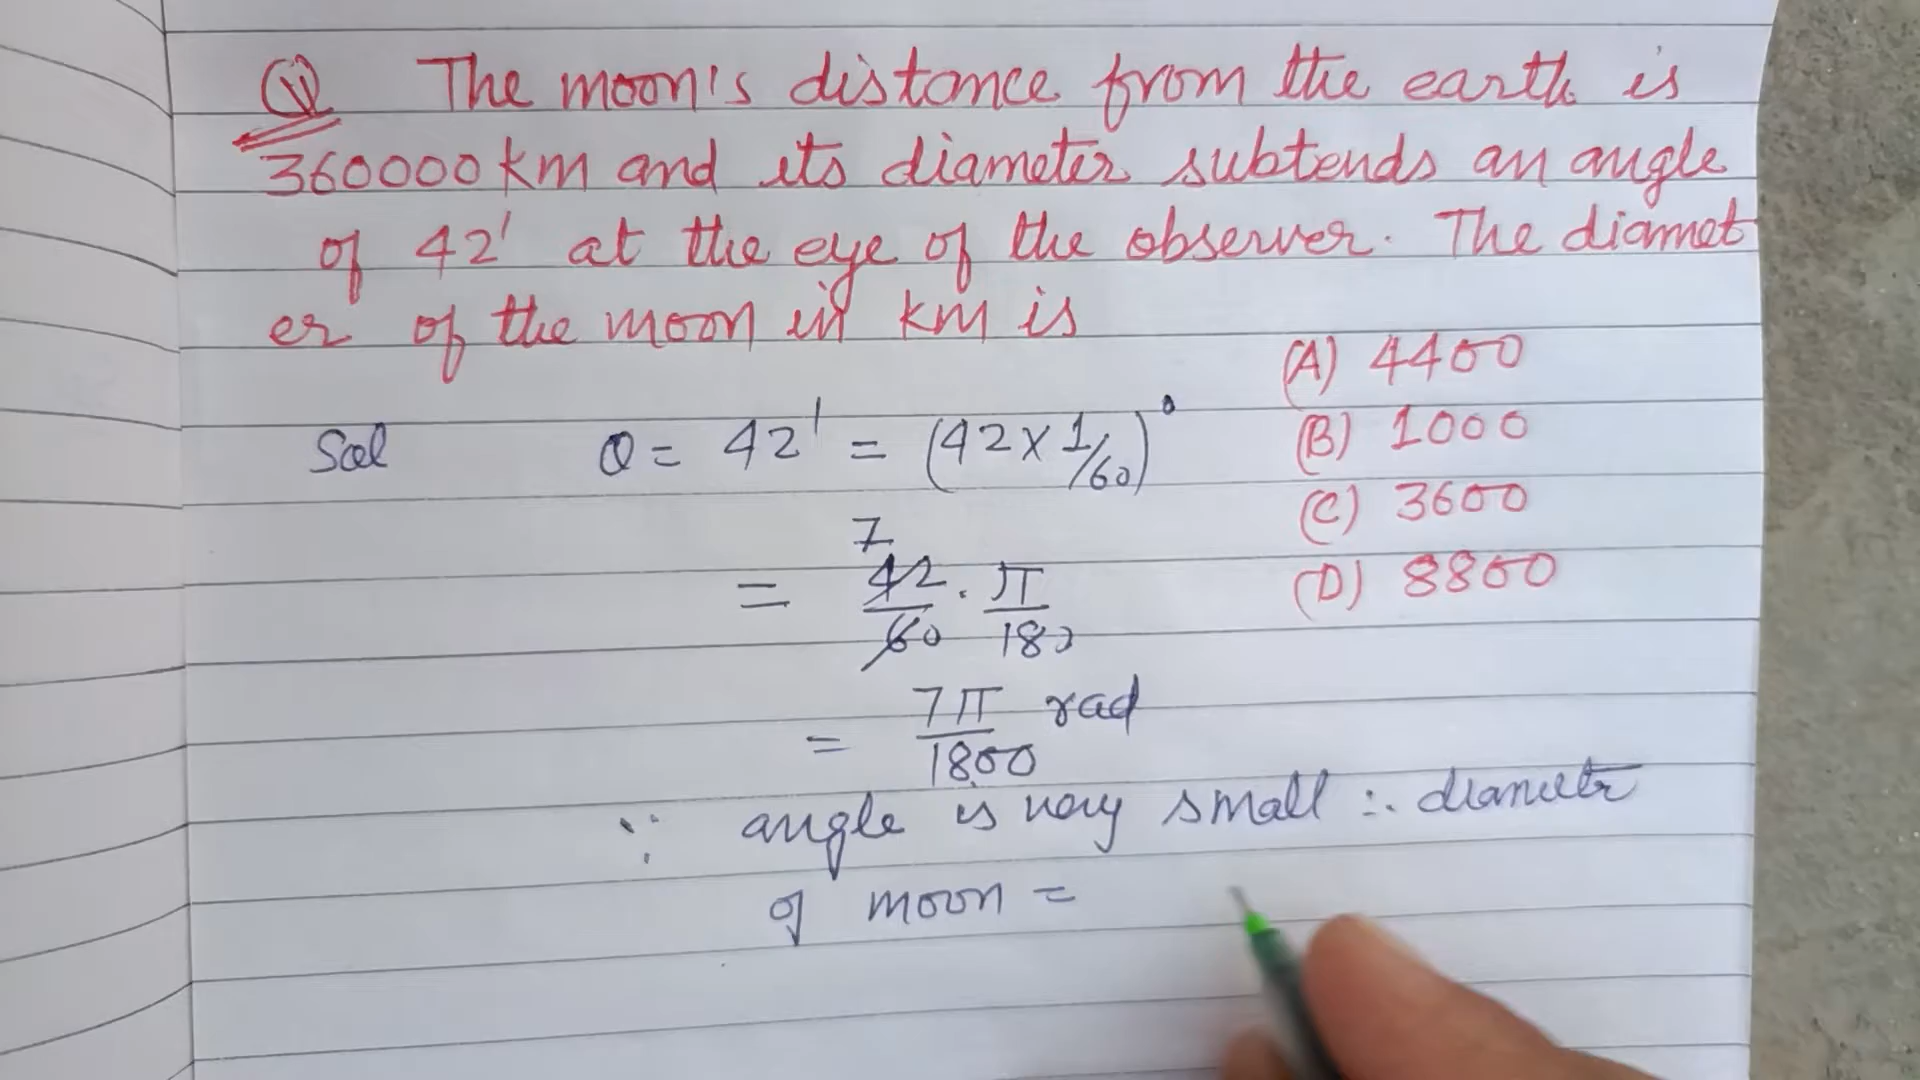 Q The moon's distance from the earth is
360000 km and its diameter subtends an angle
of 42' at the eye of the observer. The diamet
er of the moon in km is
(A) 4400
(B) 1000
(C) 3600
(D) 8800
Sol θ = 42' = (42 × 1/60)°
7
= 42/60 · π/180
= 7π/1800 rad
∵ angle is very small ∴ diameter
of moon =